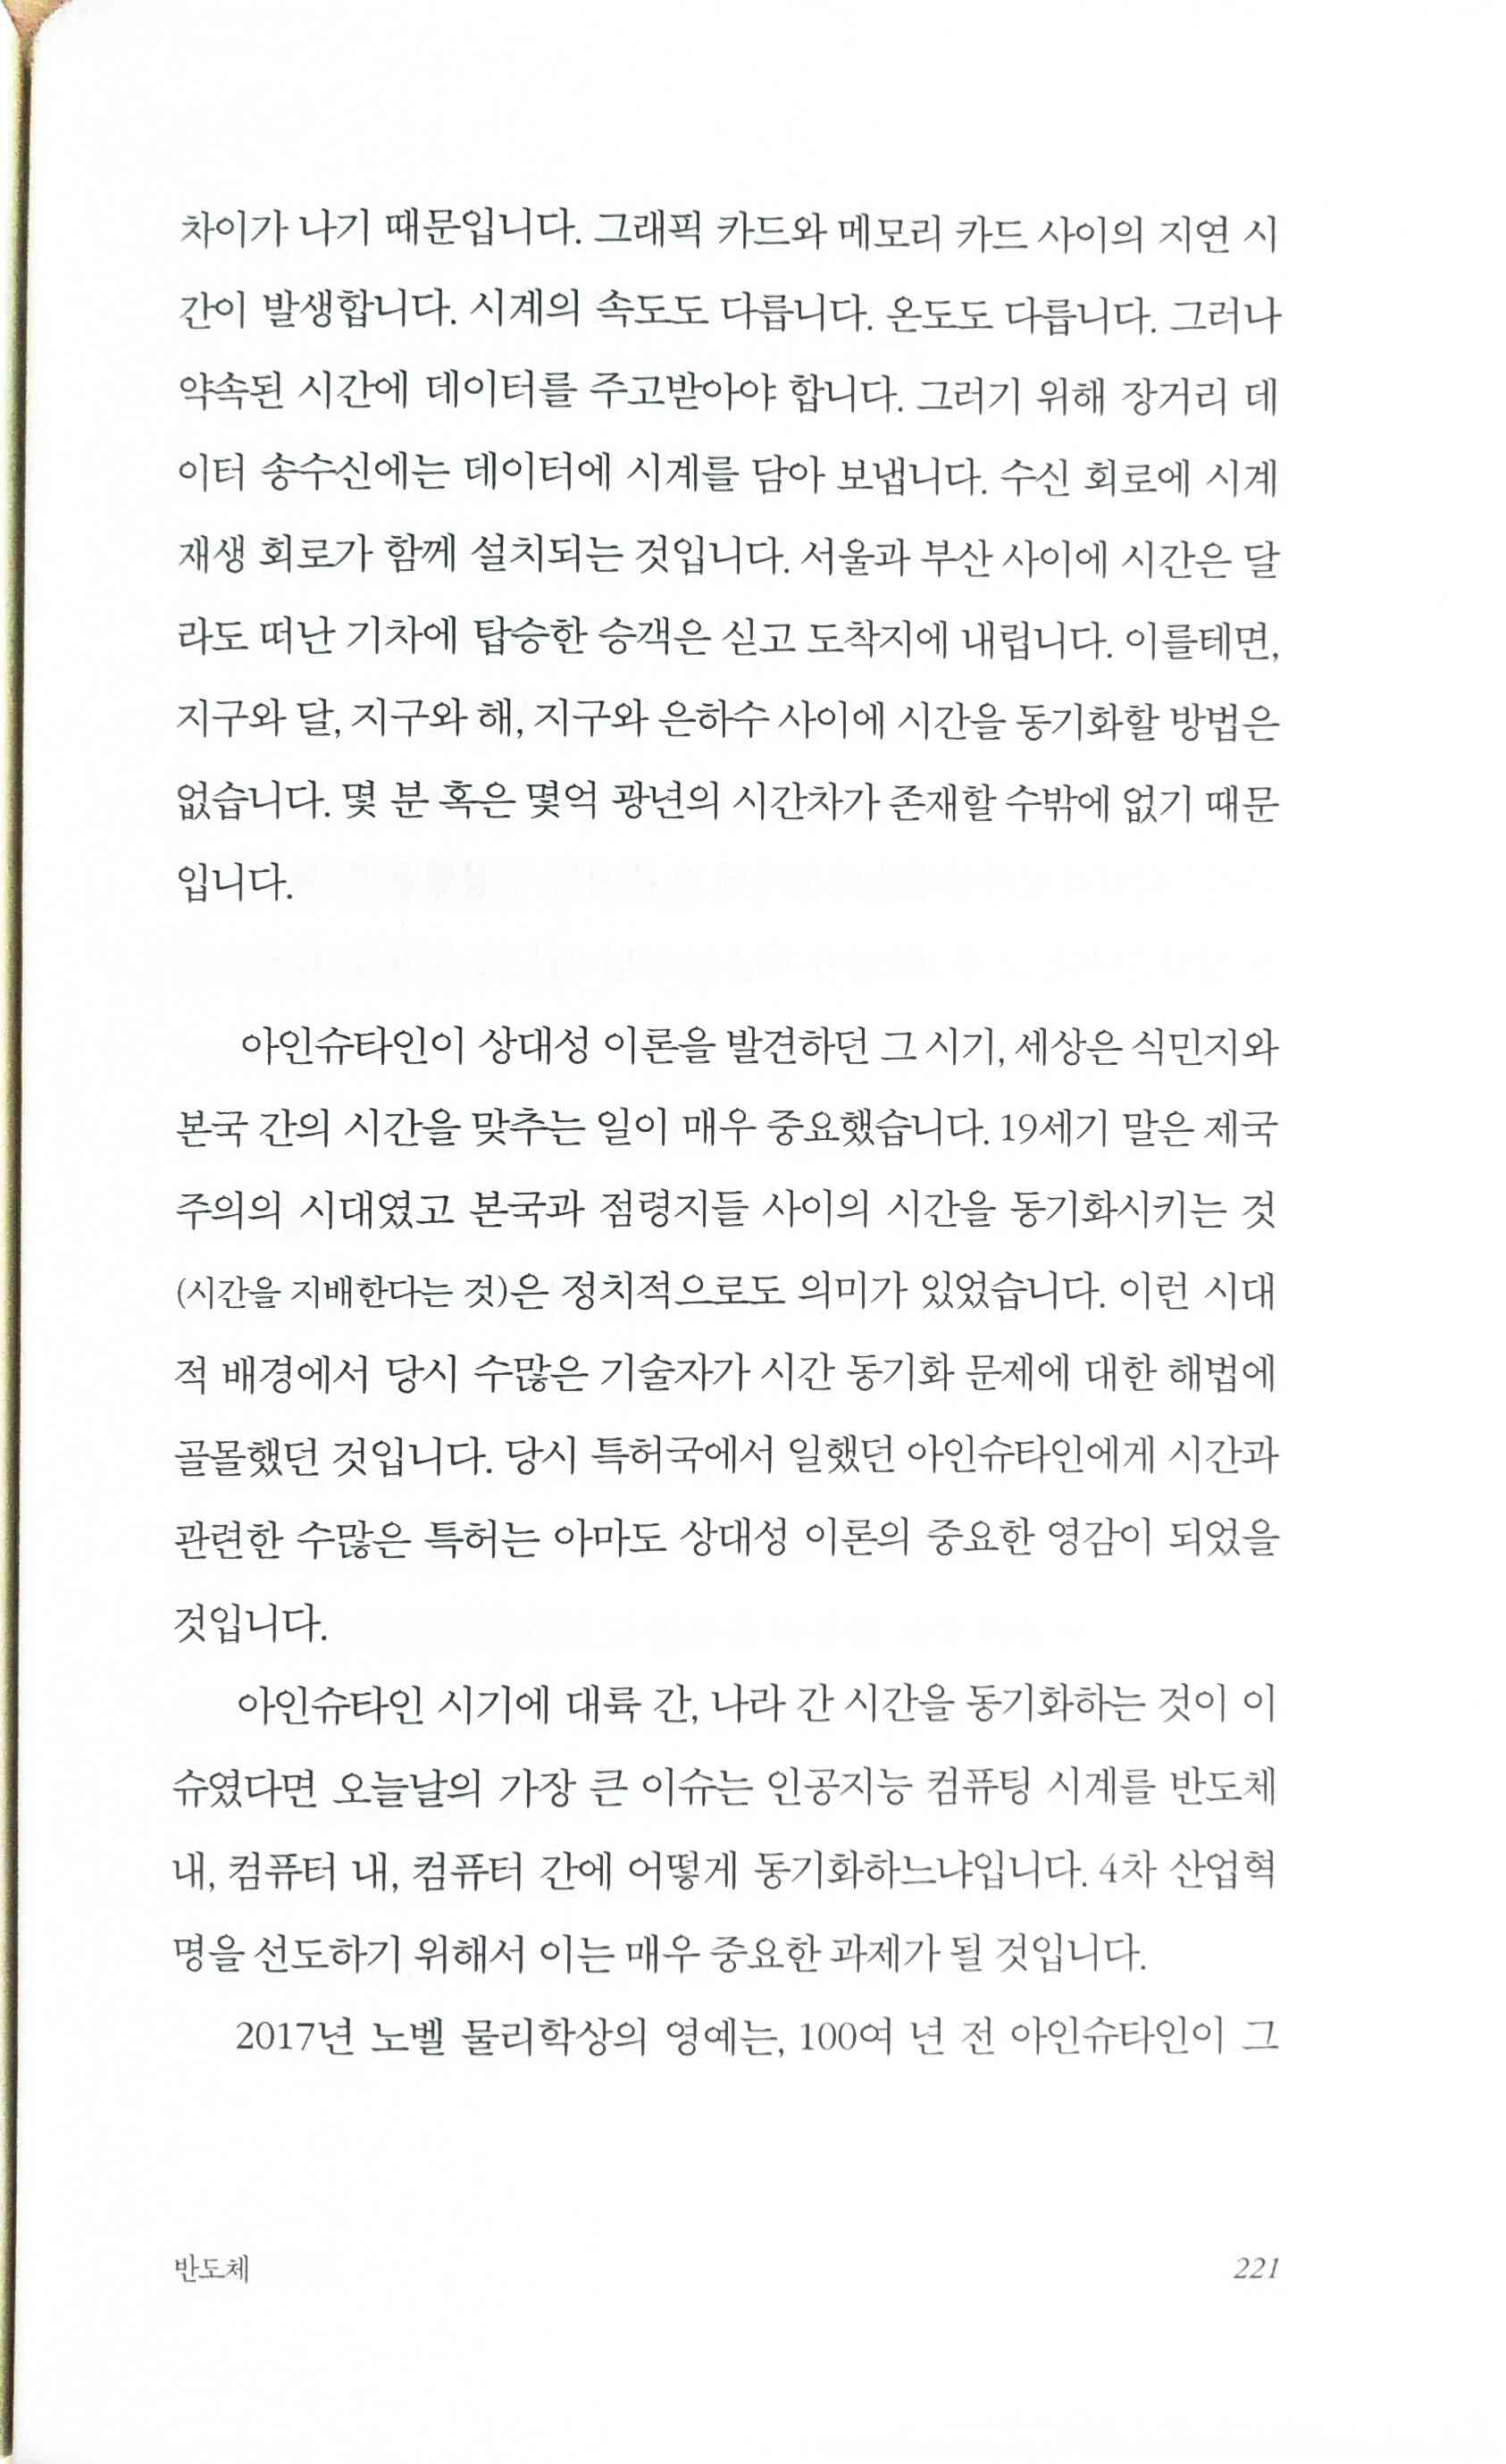 차이가 나기 때문입니다. 그래픽 카드와 메모리 카드 사이의 지연 시
간이 발생합니다. 시계의 속도도 다릅니다. 온도도 다릅니다. 그러나
약속된 시간에 데이터를 주고받아야 합니다. 그러기 위해 장거리 데
이터 송수신에는 데이터에 시계를 담아 보냅니다. 수신 회로에 시계
재생 회로가 함께 설치되는 것입니다. 서울과 부산 사이에 시간은 달
라도 떠난 기차에 탑승한 승객은 싣고 도착지에 내립니다. 이를테면,
지구와 달, 지구와 해, 지구와 은하수 사이에 시간을 동기화할 방법은
없습니다. 몇 분 혹은 몇억 광년의 시간차가 존재할 수밖에 없기 때문
입니다.
아인슈타인이 상대성 이론을 발견하던 그 시기, 세상은 식민지와
본국 간의 시간을 맞추는 일이 매우 중요했습니다. 19세기 말은 제국
주의의 시대였고 본국과 점령지들 사이의 시간을 동기화시키는 것
(시간을 지배한다는 것)은 정치적으로도 의미가 있었습니다. 이런 시대
적 배경에서 당시 수많은 기술자가 시간 동기화 문제에 대한 해법에
골몰했던 것입니다. 당시 특허국에서 일했던 아인슈타인에게 시간과
관련한 수많은 특허는 아마도 상대성 이론의 중요한 영감이 되었을
것입니다.
아인슈타인 시기에 대륙 간, 나라 간 시간을 동기화하는 것이 이
슈였다면 오늘날의 가장 큰 이슈는 인공지능 컴퓨팅 시계를 반도체
내, 컴퓨터 내, 컴퓨터 간에 어떻게 동기화하느냐입니다. 4차 산업혁
명을 선도하기 위해서 이는 매우 중요한 과제가 될 것입니다.
2017년 노벨 물리학상의 영예는, 100여 년 전 아인슈타인이 그
반도체
221